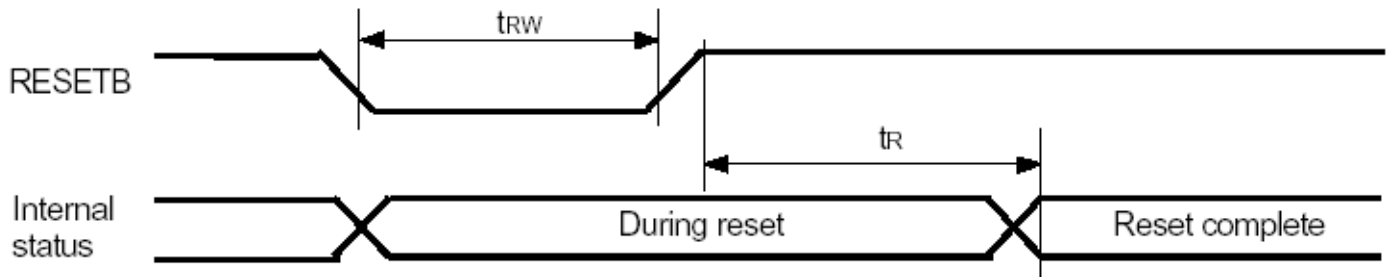 tRW
RESETB
tR
Internal
status
During reset
Reset complete